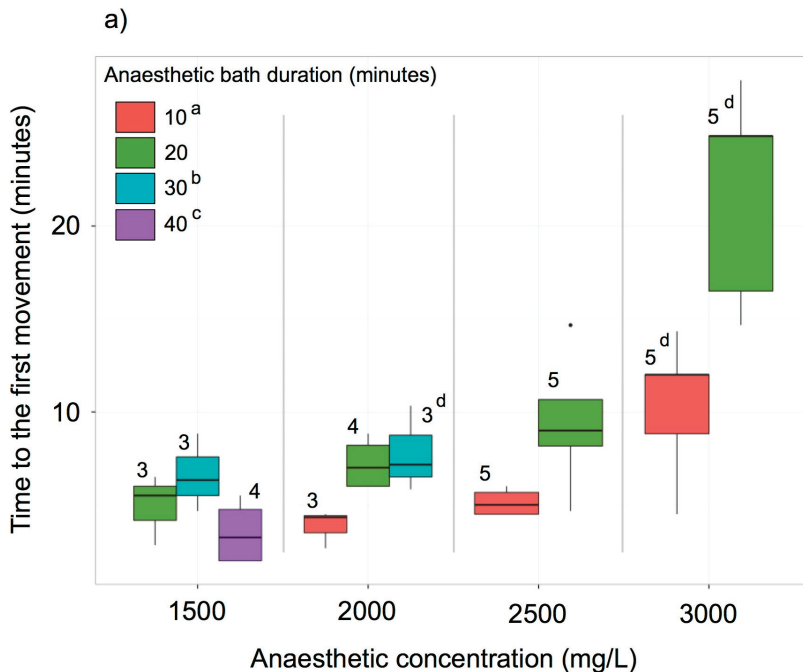 a)
Anaesthetic bath duration (minutes)
10 a
20
30 b
40 c
Time to the first movement (minutes)
20
10
3
3
4
3
4
3 d
5
5
5 d
5 d
1500
2000
2500
3000
Anaesthetic concentration (mg/L)